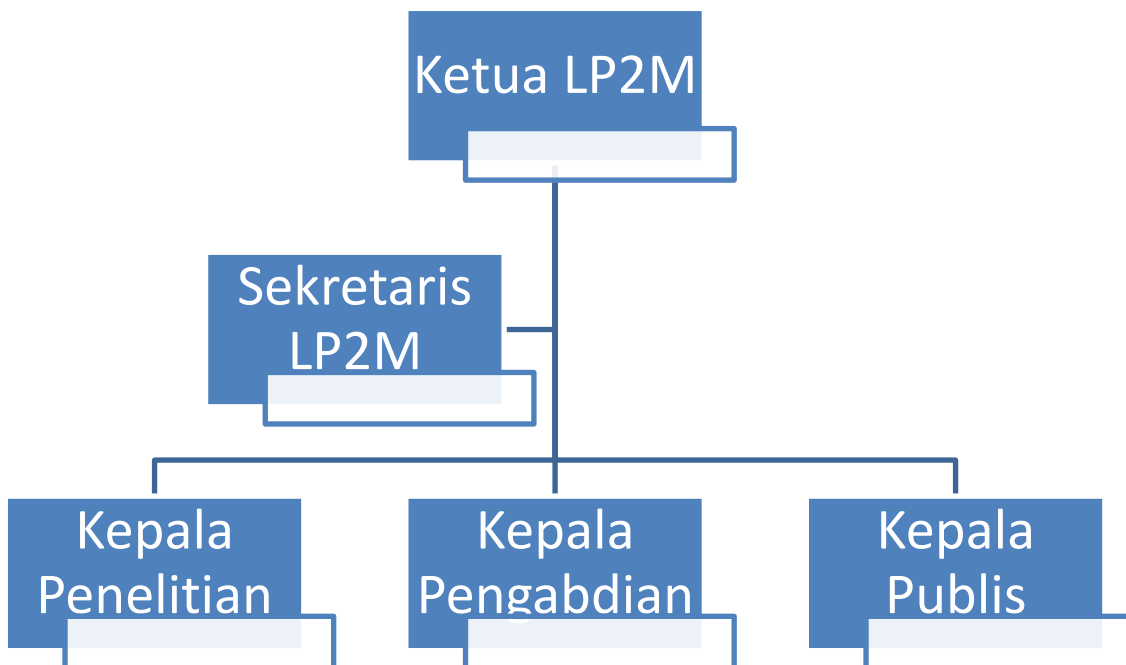 Ketua LP2M
Sekretaris
LP2M
Kepala
Penelitian
Kepala
Pengabdian
Kepala
Publis